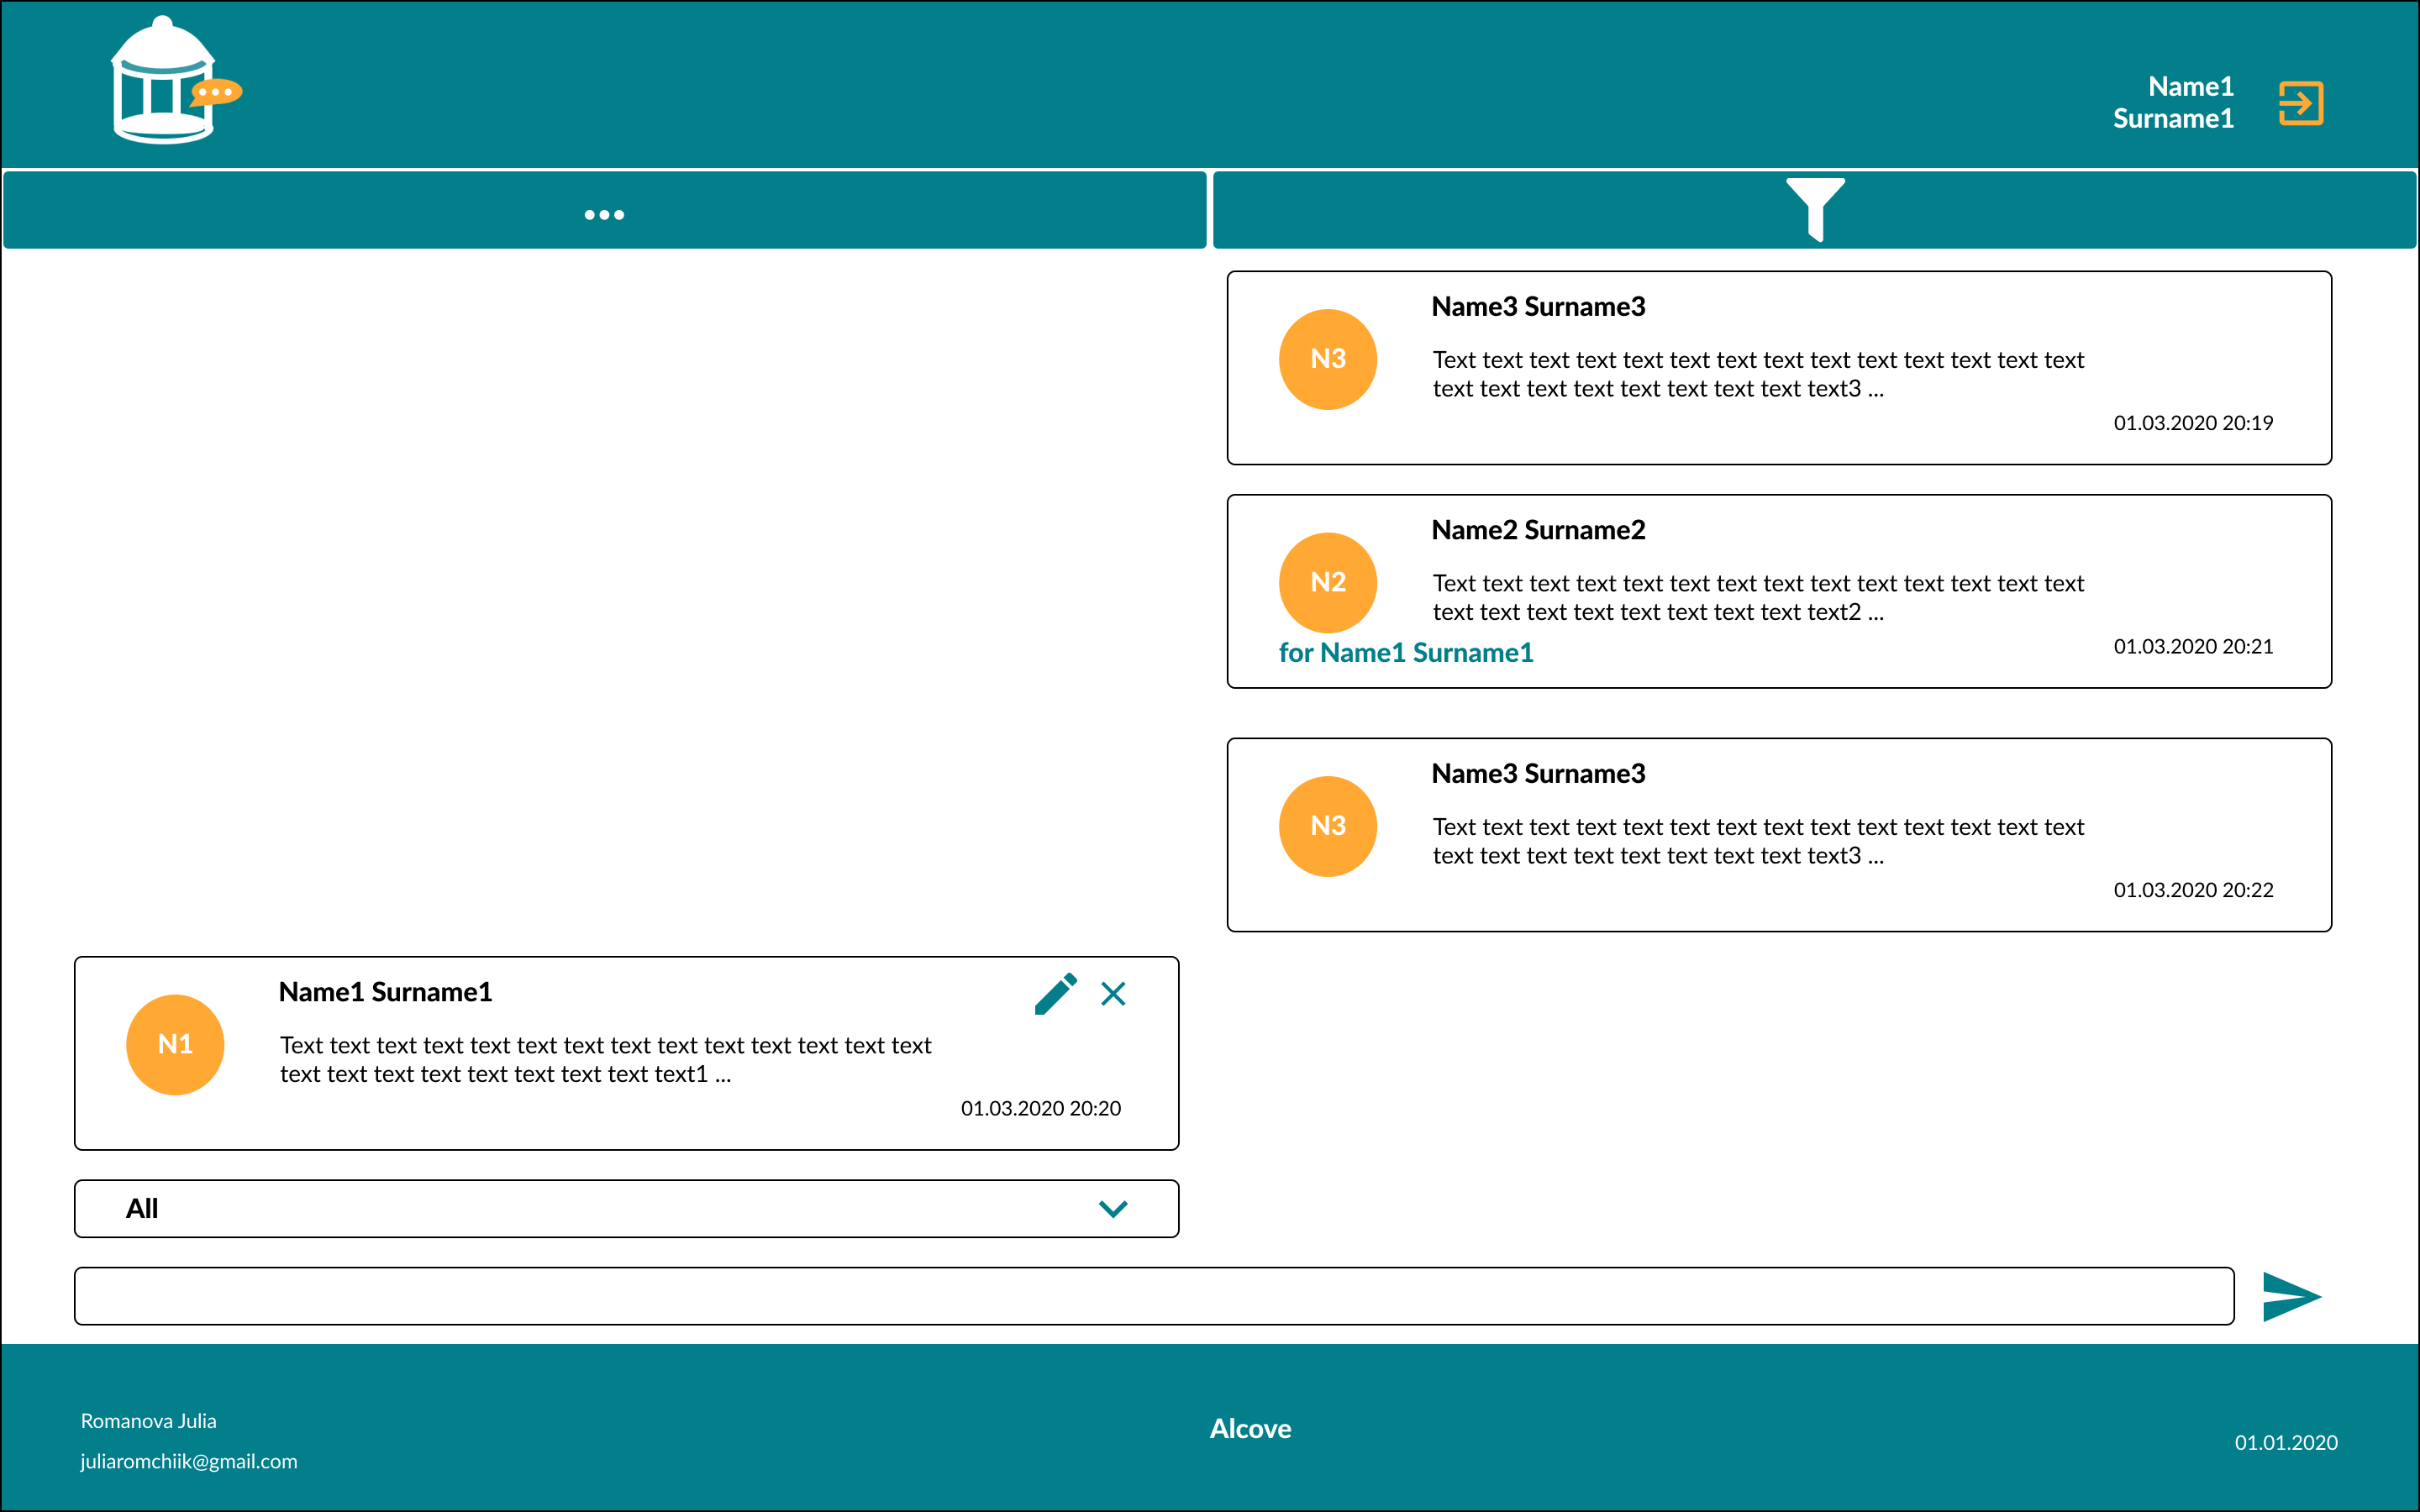 Name1
Surname1
Name3 Surname3
N3
Text text text text text text text text text text text text text text
text text text text text text text text text3 ...
01.03.2020 20:19
Name2 Surname2
N2
Text text text text text text text text text text text text text text
text text text text text text text text text2 ...
for Name1 Surname1
01.03.2020 20:21
Name3 Surname3
N3
Text text text text text text text text text text text text text text
text text text text text text text text text3 ...
01.03.2020 20:22
Name1 Surname1
N1
Text text text text text text text text text text text text text text
text text text text text text text text text1 ...
01.03.2020 20:20
All
Romanova Julia
juliaromchiik@gmail.com
Alcove
01.01.2020